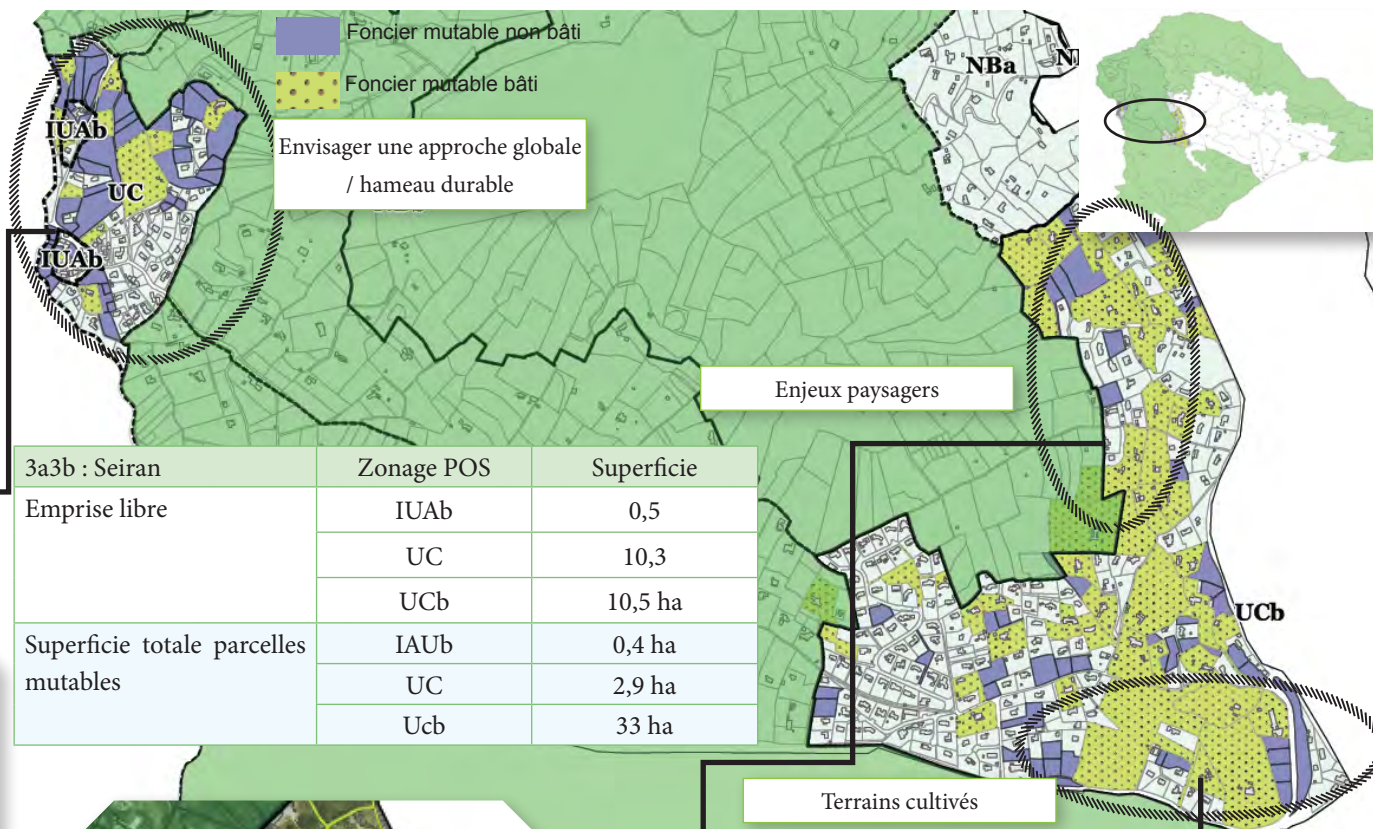 Foncier mutable non bâti
Foncier mutable bâti
Envisager une approche globale
/ hameau durable
NBa
IUAb
UC
IUAb
Enjeux paysagers
3a3b : Seiran Zonage POS Superficie
Emprise libre IUAb 0,5
UC 10,3
UCb 10,5 ha
Superficie totale parcelles
mutables
IAUb 0,4 ha
UC 2,9 ha
Ucb 33 ha
UCb
Terrains cultivés